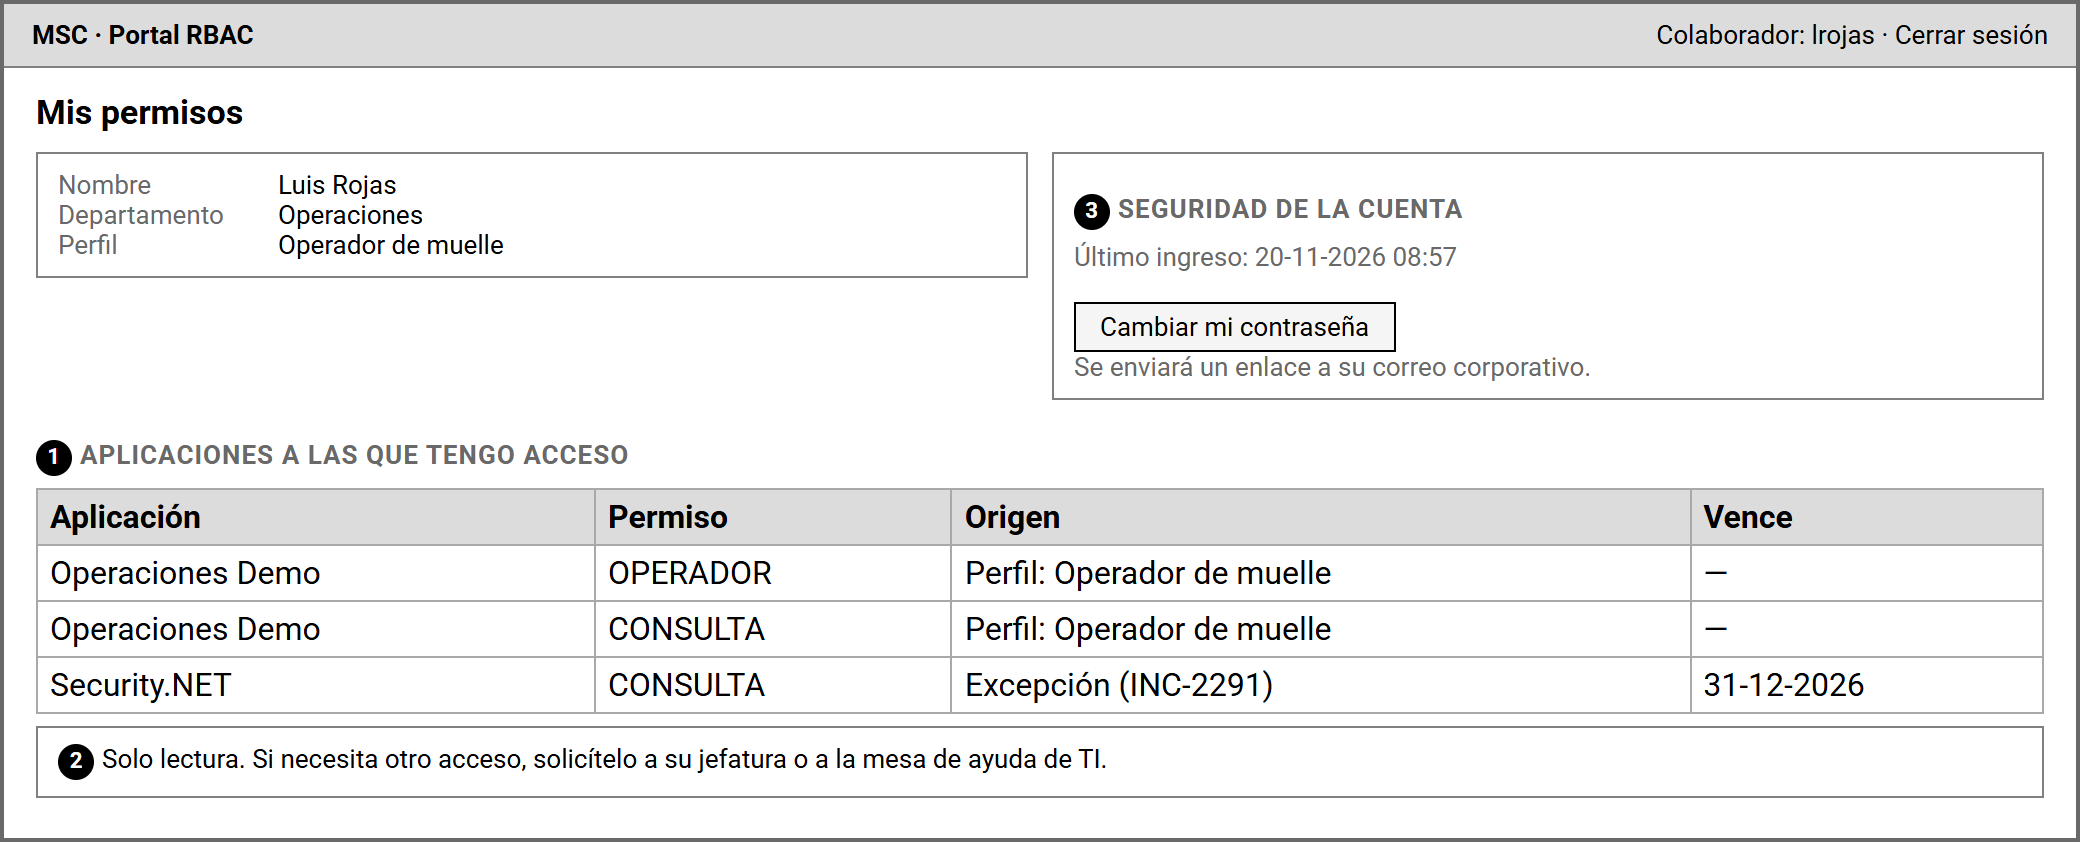 MSC · Portal RBAC
Colaborador: lrojas · Cerrar sesión
Mis permisos
Nombre Luis Rojas
Departamento Operaciones
Perfil Operador de muelle
3 SEGURIDAD DE LA CUENTA
Último ingreso: 20-11-2026 08:57
Cambiar mi contraseña
Se enviará un enlace a su correo corporativo.
1 APLICACIONES A LAS QUE TENGO ACCESO
Aplicación Permiso Origen Vence
Operaciones Demo OPERADOR Perfil: Operador de muelle —
Operaciones Demo CONSULTA Perfil: Operador de muelle —
Security.NET CONSULTA Excepción (INC-2291) 31-12-2026
2 Solo lectura. Si necesita otro acceso, solicítelo a su jefatura o a la mesa de ayuda de TI.